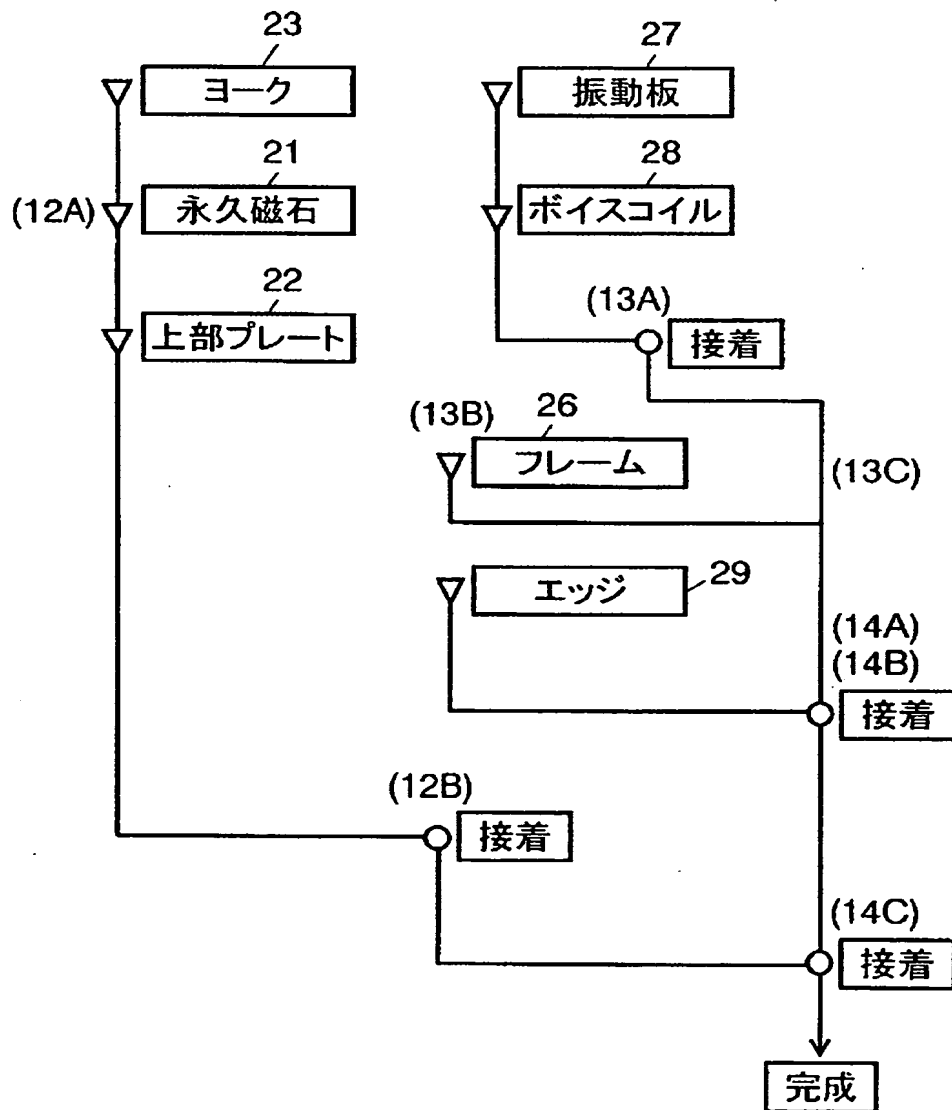 23
ヨーク
27
振動板
21
(12A)
永久磁石
28
ボイスコイル
22
上部プレート
(13A)
接着
(13B)
26
フレーム
(13C)
エッジ
29
(14A)
(14B)
接着
(12B)
接着
(14C)
接着
完成